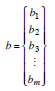 b = { b₁
b₂
b₃
⋮
bₘ }